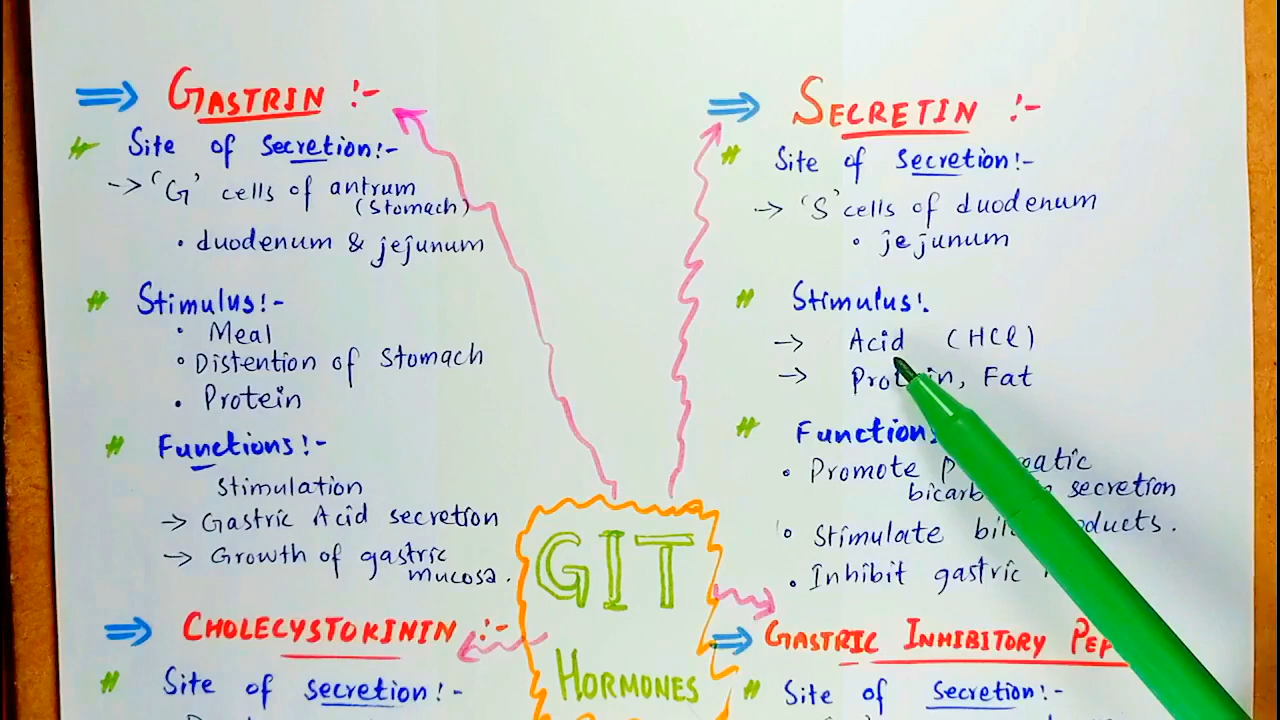 ⇒ GASTRIN :-
# Site of secretion:-
-> 'G' cells of antrum
(stomach)
• duodenum & jejunum
# Stimulus:-
• Meal
• Distention of stomach
• Protein
# Functions:-
Stimulation
-> Gastric Acid secretion
-> Growth of gastric
mucosa.
⇒ CHOLECYSTOKININ :-
# Site of secretion:-
⇒ SECRETIN :-
# Site of secretion:-
-> 'S' cells of duodenum
• jejunum
# Stimulus:.
-> Acid (HCl)
-> Protein, Fat
# Function
• Promote
secretion
• Stimulate
• Inhibit gastric
⇒ GASTRIC INHIBITORY
# Site of secretion:-
GIT
HORMONES